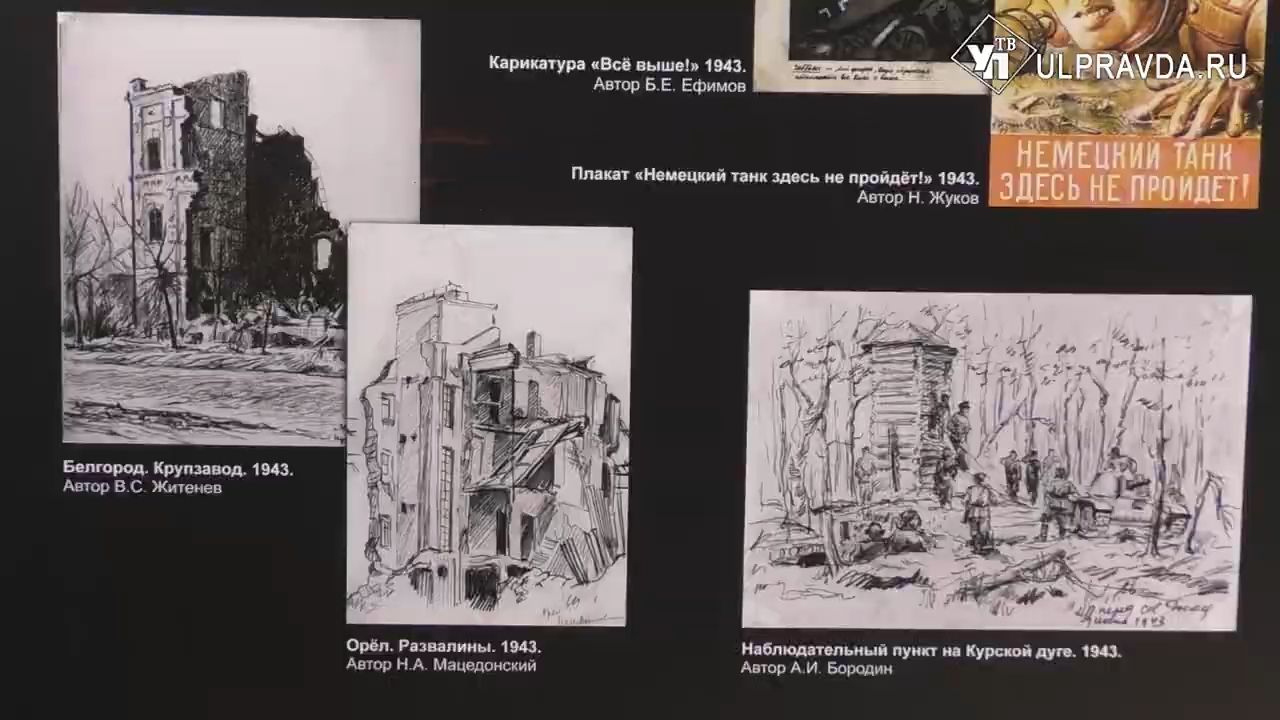 УП
ТВ
ULPRAVDA.RU
Карикатура «Всё выше!» 1943.
Автор Б.Е. Ефимов
НЕМЕЦКИЙ ТАНК
ЗДЕСЬ НЕ ПРОЙДЕТ!
Плакат «Немецкий танк здесь не пройдёт!» 1943.
Автор Н. Жуков
Белгород. Крупзавод. 1943.
Автор В.С. Житенев
Орёл. Развалины. 1943.
Автор Н.А. Мацедонский
1943
Наблюдательный пункт на Курской дуге. 1943.
Автор А.И. Бородин